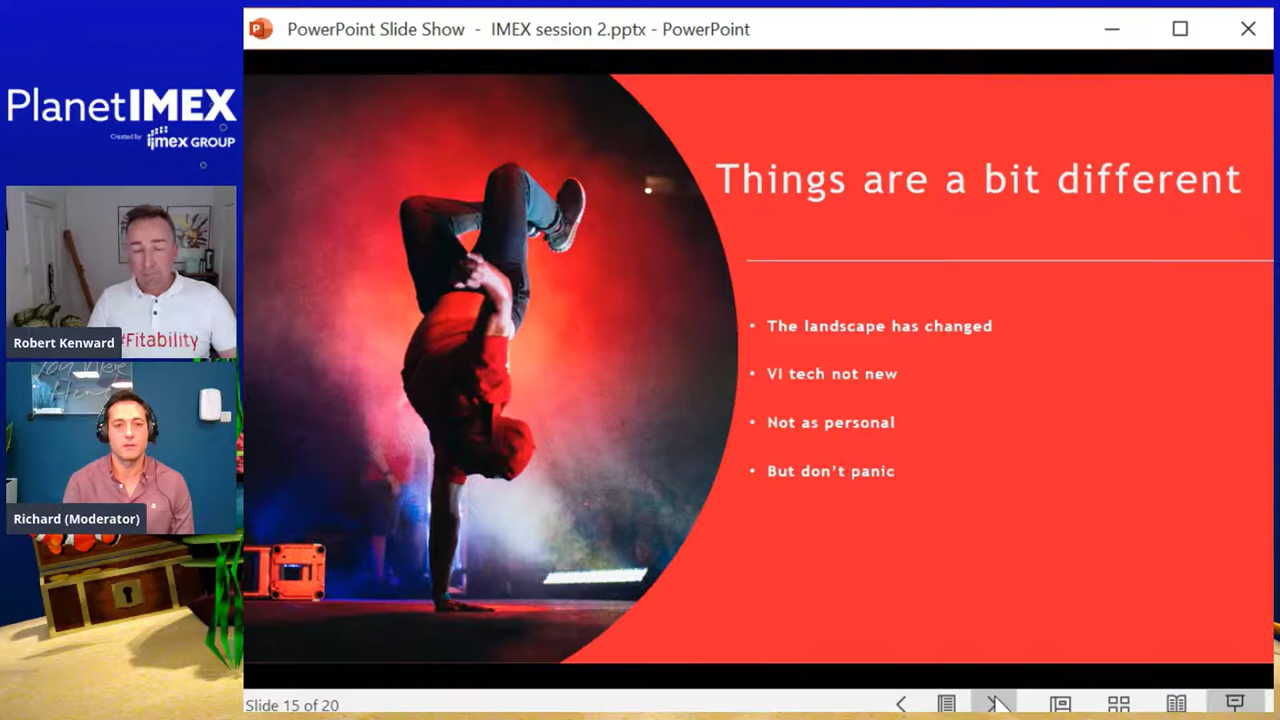 PowerPoint Slide Show - IMEX session 2.pptx - PowerPoint
PlanetIMEX
Created by imex GROUP
#Fitability
Robert Kenward
Richard (Moderator)
Things are a bit different
• The landscape has changed
• VI tech not new
• Not as personal
• But don't panic
Slide 15 of 20